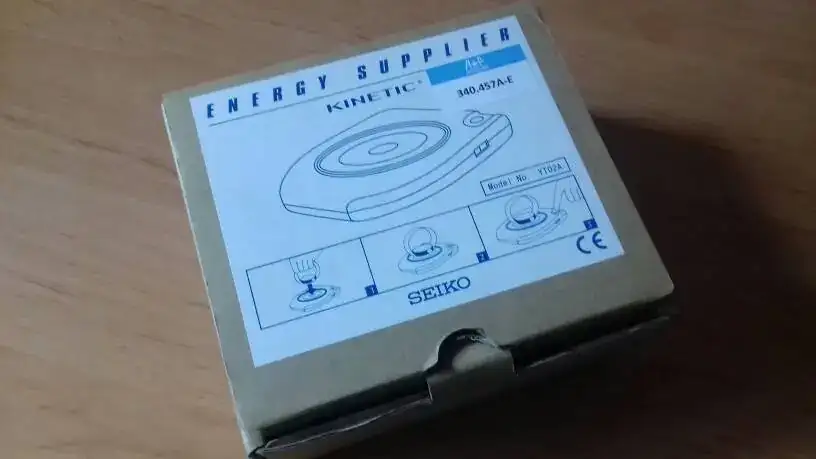 ENERGY SUPPLIER
KINETIC®
A&P
340.457A-E
Model No. YT02A
1
2
3
SEIKO
CE